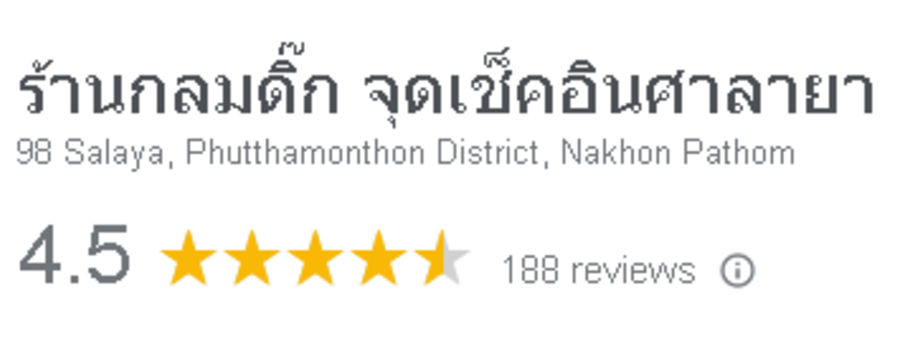 ร้านกลมดิ๊ก จุดเช็คอินศาลายา
98 Salaya, Phutthamonthon District, Nakhon Pathom
4.5 188 reviews